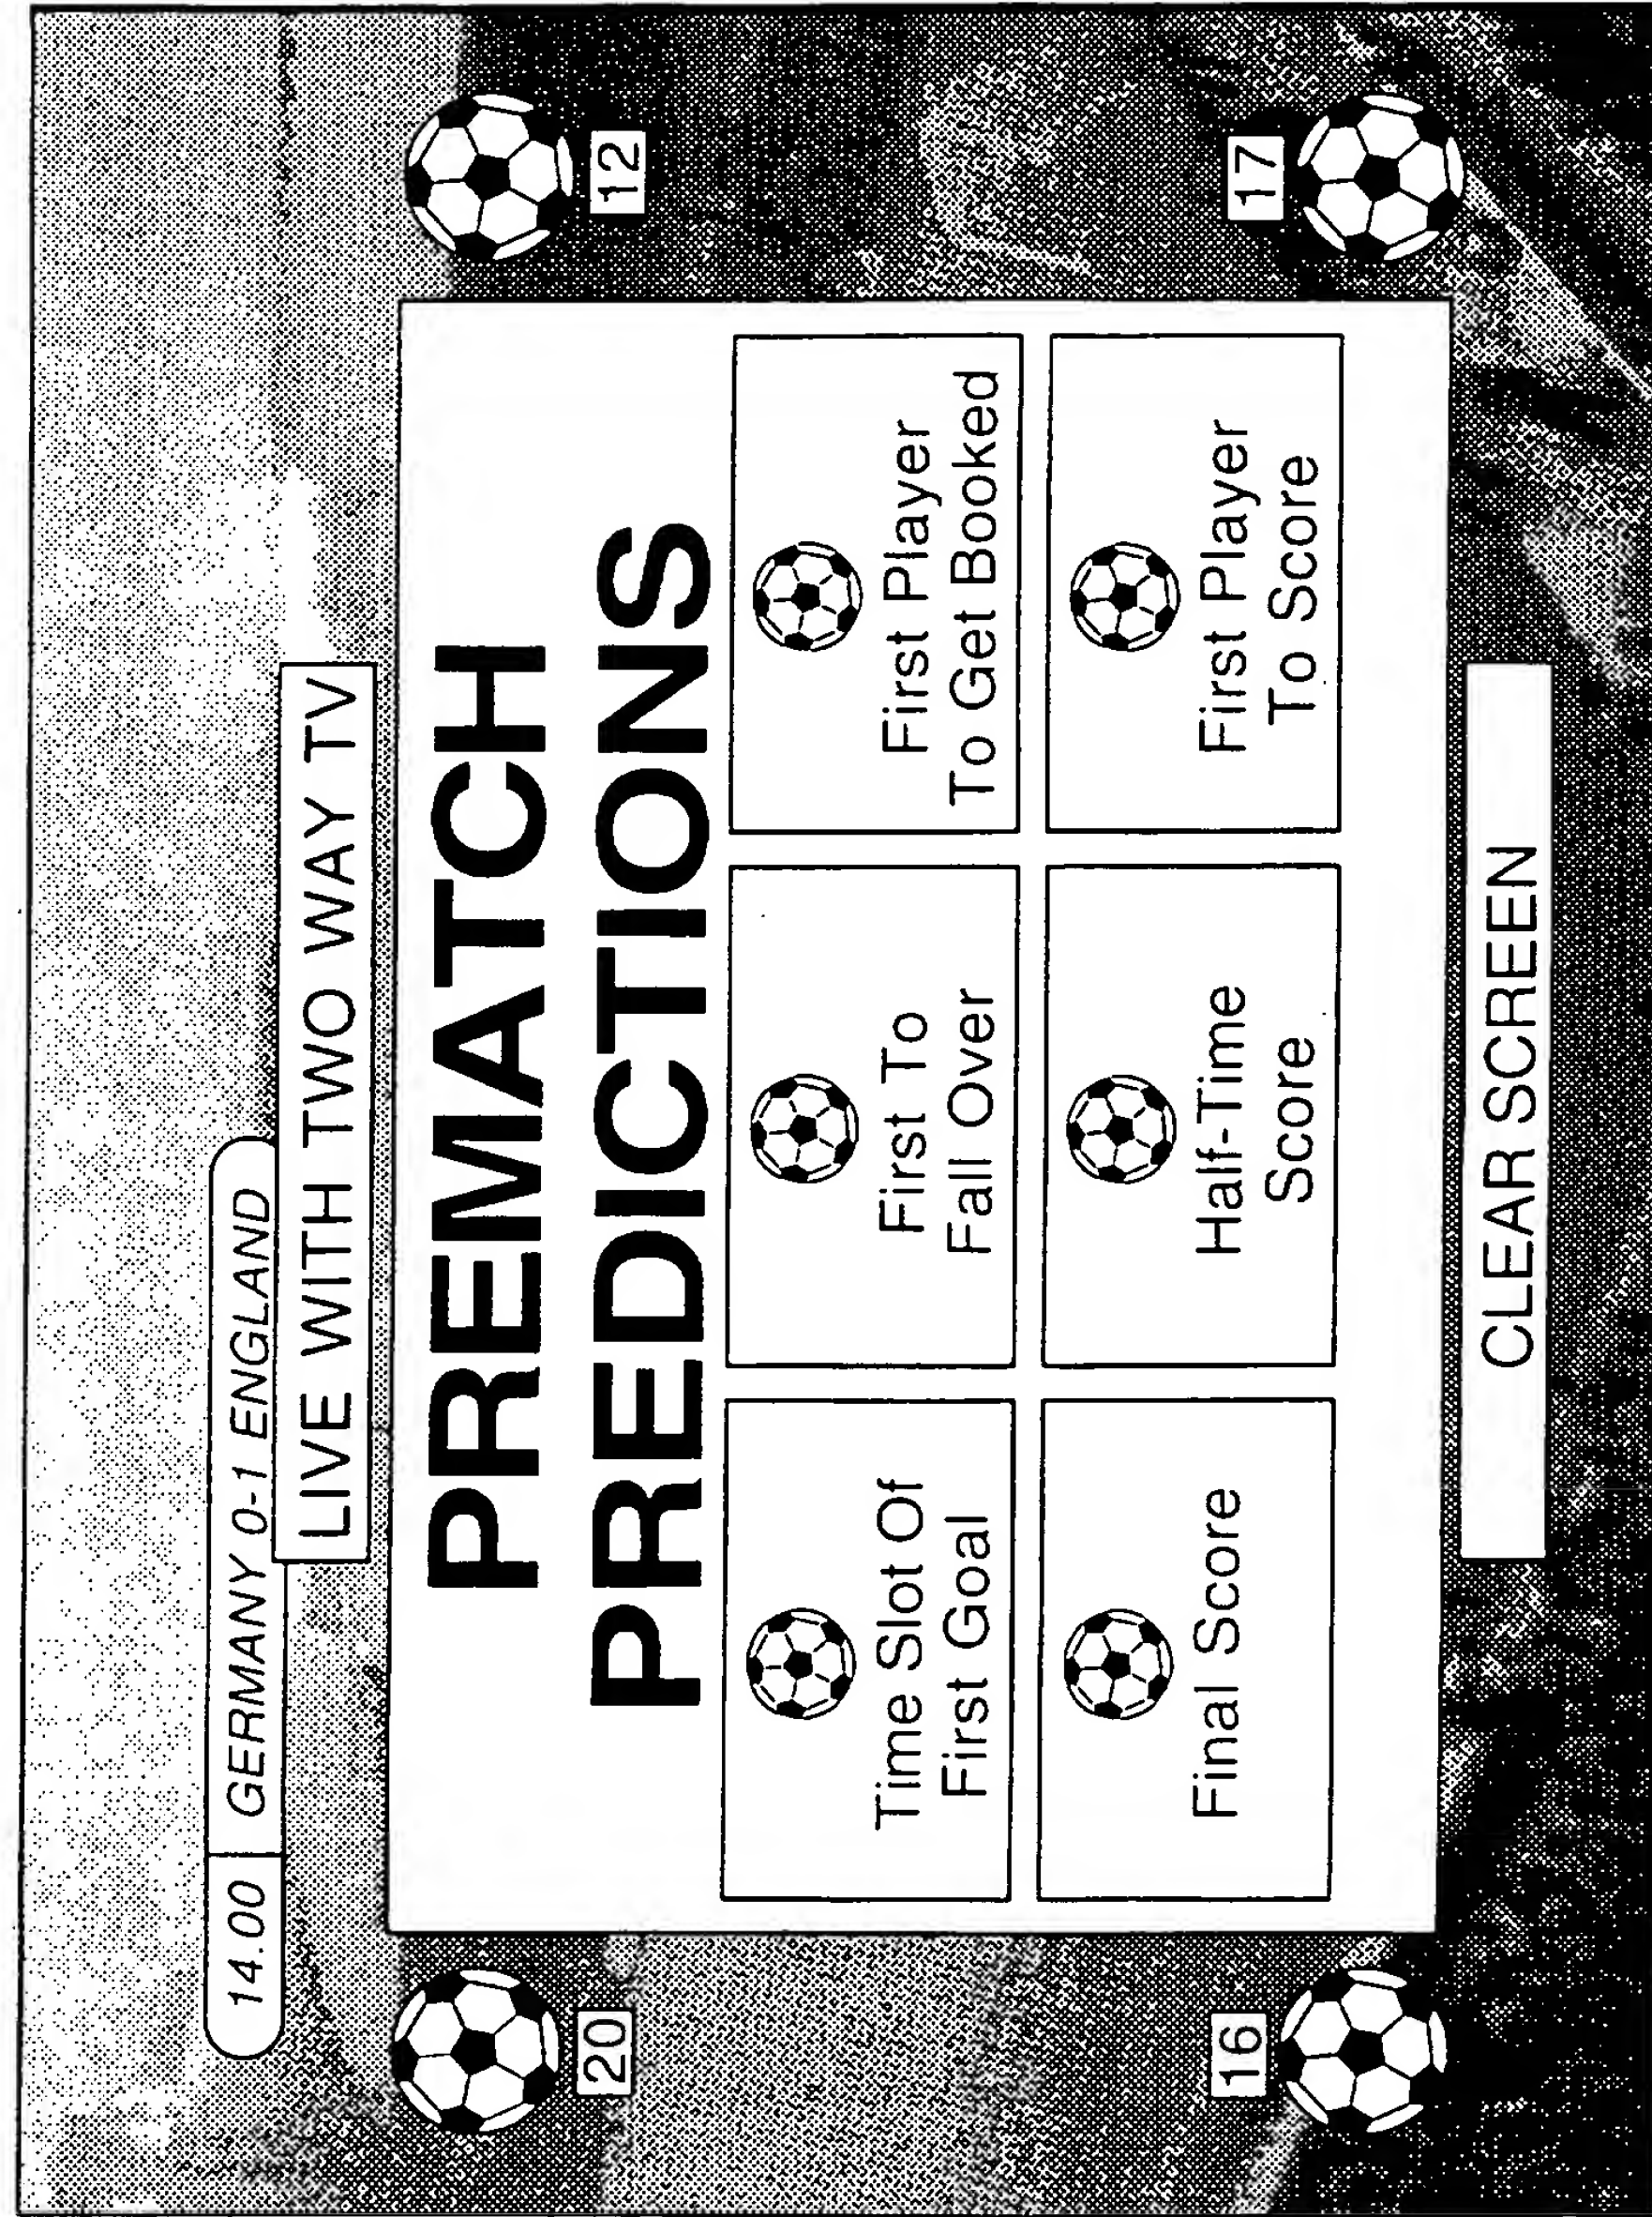 14.00 GERMANY 0-1 ENGLAND
LIVE WITH TWO WAY TV
PREMATCH
PREDICTIONS
Time Slot Of
First Goal
First To
Fall Over
First Player
To Get Booked
Final Score
Half-Time
Score
First Player
To Score
20
12
16
17
CLEAR SCREEN